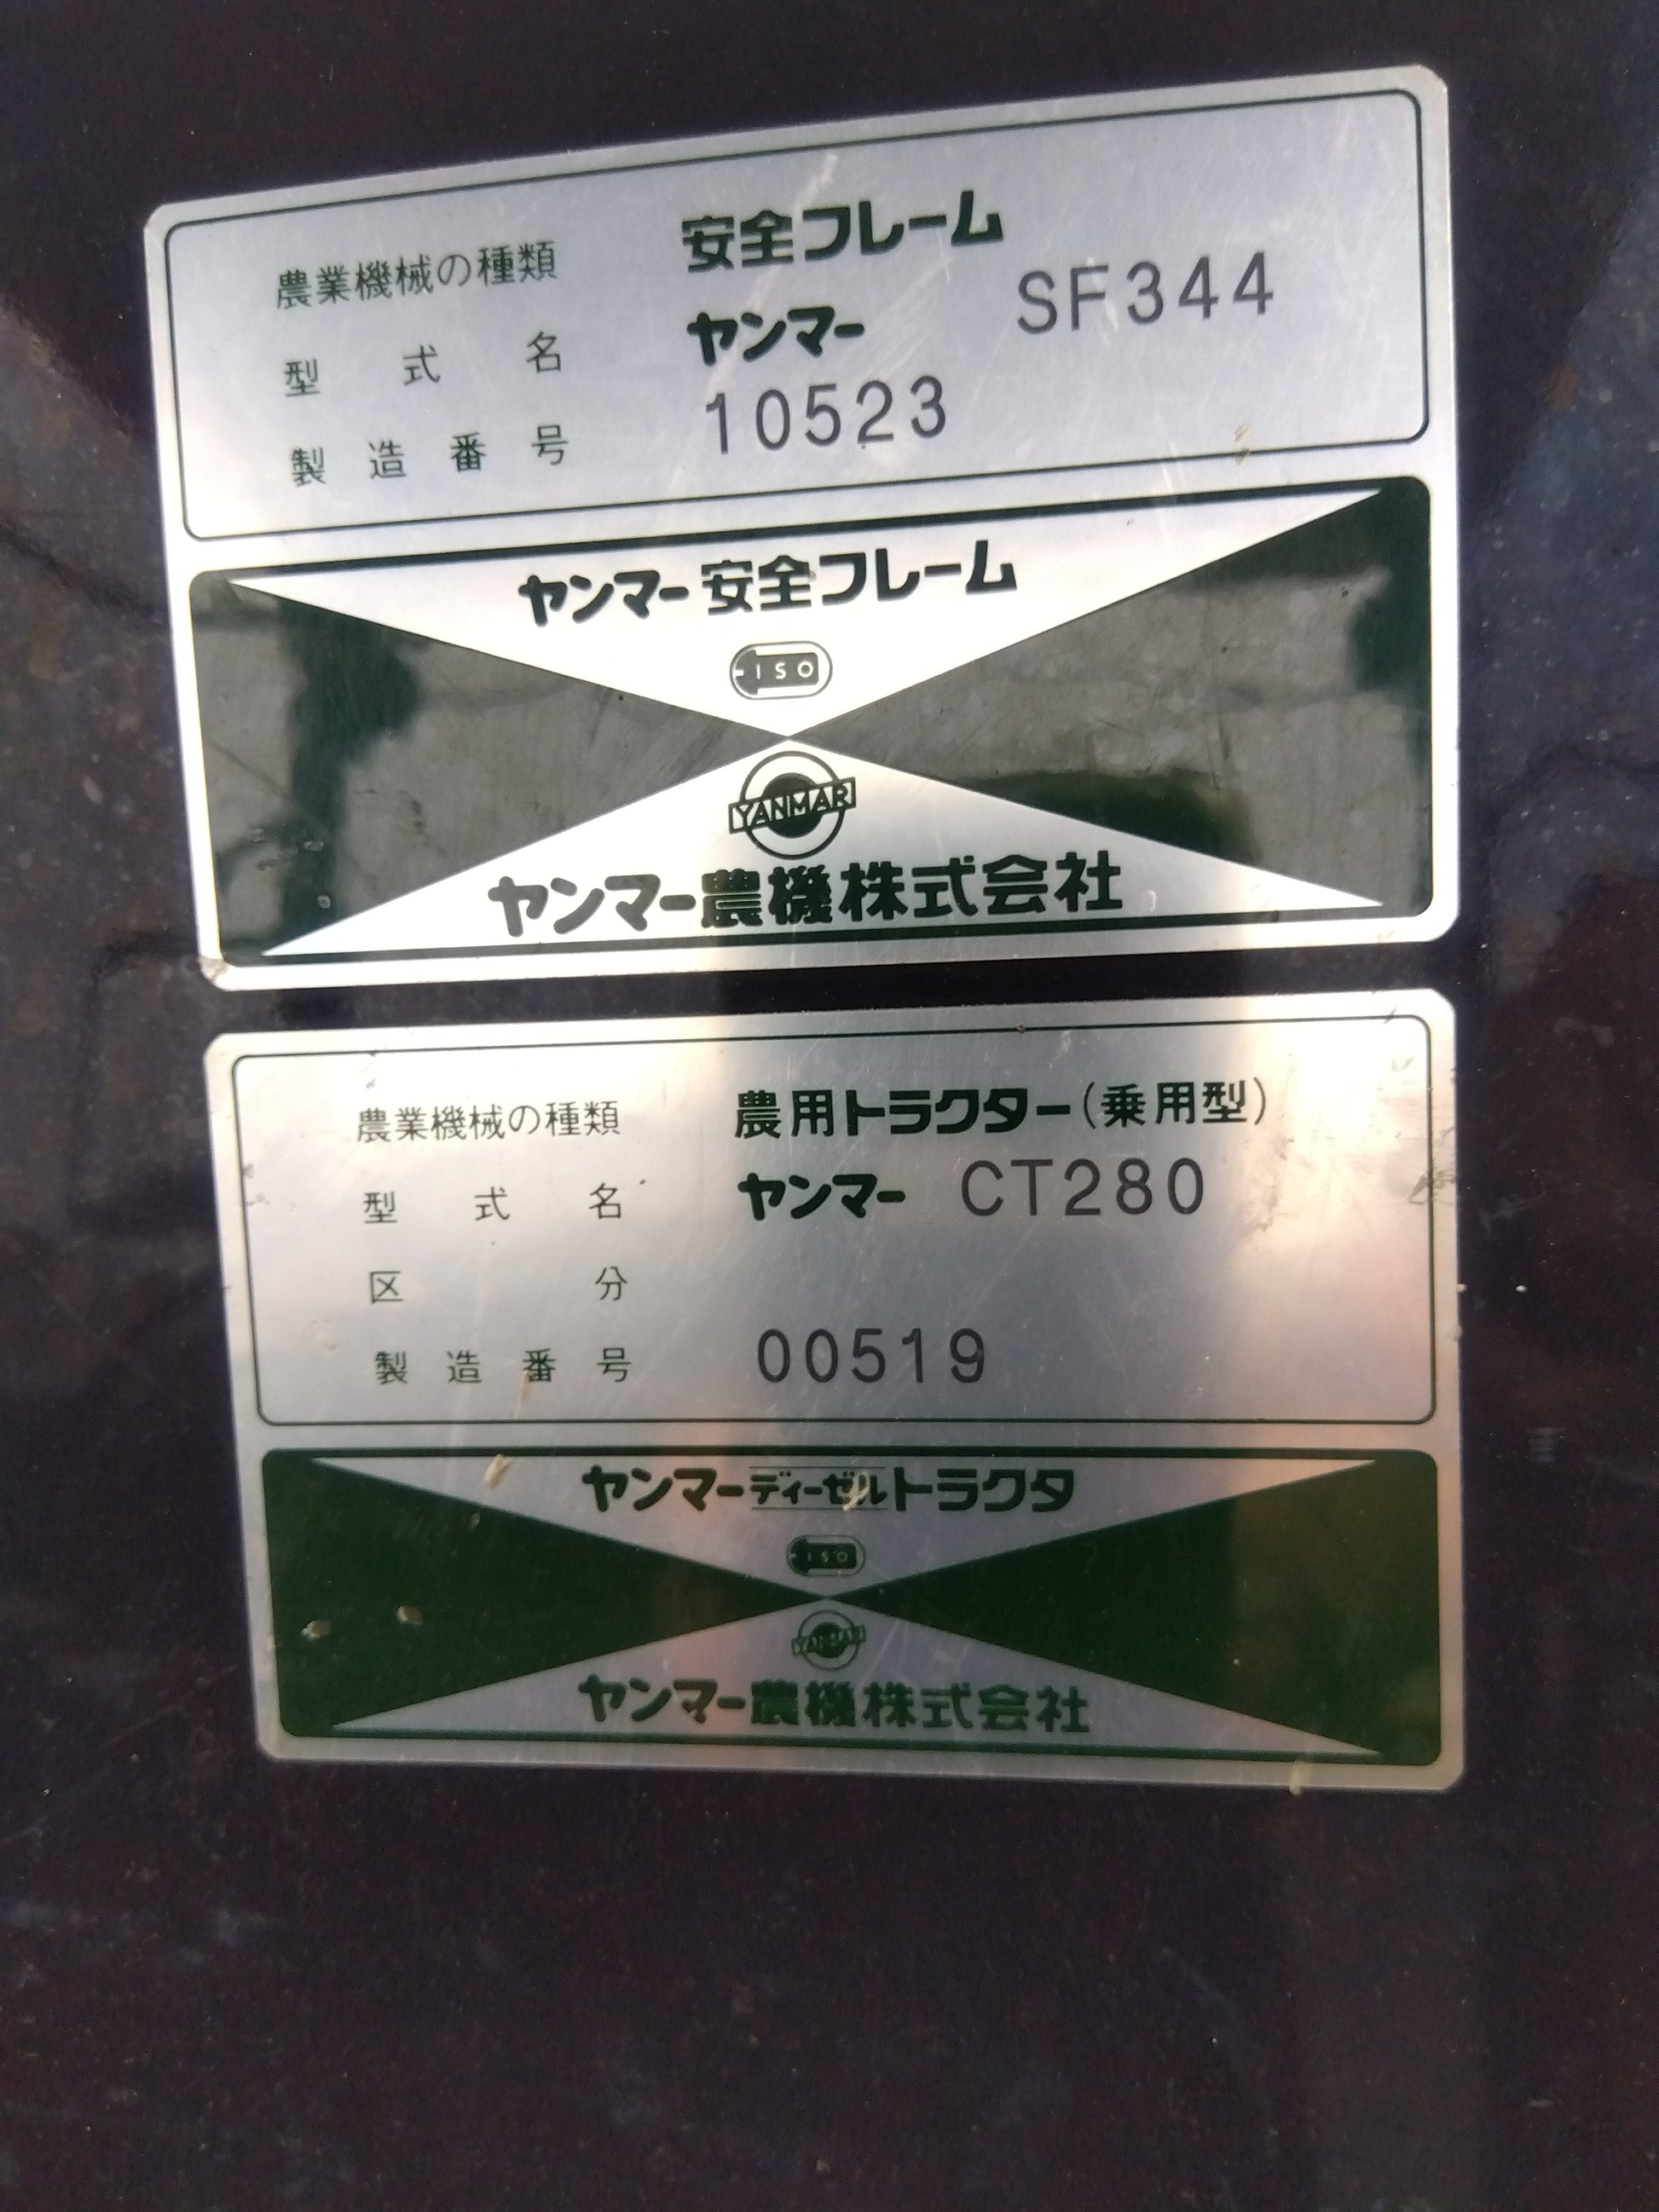 農業機械の種類 安全フレーム
型式名 ヤンマー SF344
製造番号 10523
ヤンマー安全フレーム
ISO
YANMAR
ヤンマー農機株式会社
農業機械の種類 農用トラクター(乗用型)
型式名 ヤンマー CT280
区分
製造番号 00519
ヤンマーディーゼルトラクタ
ISO
YANMAR
ヤンマー農機株式会社